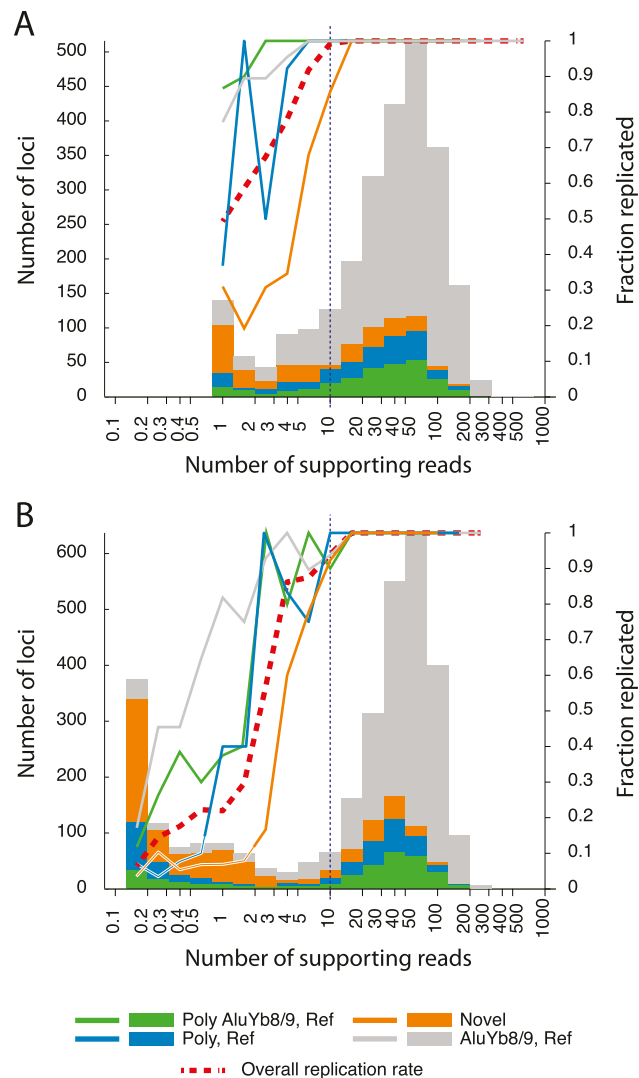 A
500
450
400
350
300
250
200
150
100
50
0
Number of loci
1
0.9
0.8
0.7
0.6
0.5
0.4
0.3
0.2
0.1
0
Fraction replicated
0.1 0.2 0.3 0.4 0.5 1 2 3 4 5 10 20 30 40 50 100 200 300 400 500 1000
Number of supporting reads
B
600
500
400
300
200
100
0
Number of loci
1
0.9
0.8
0.7
0.6
0.5
0.4
0.3
0.2
0.1
0
Fraction replicated
0.1 0.2 0.3 0.4 0.5 1 2 3 4 5 10 20 30 40 50 100 200 300 400 500 1000
Number of supporting reads
Poly AluYb8/9, Ref
Novel
Poly, Ref
AluYb8/9, Ref
Overall replication rate